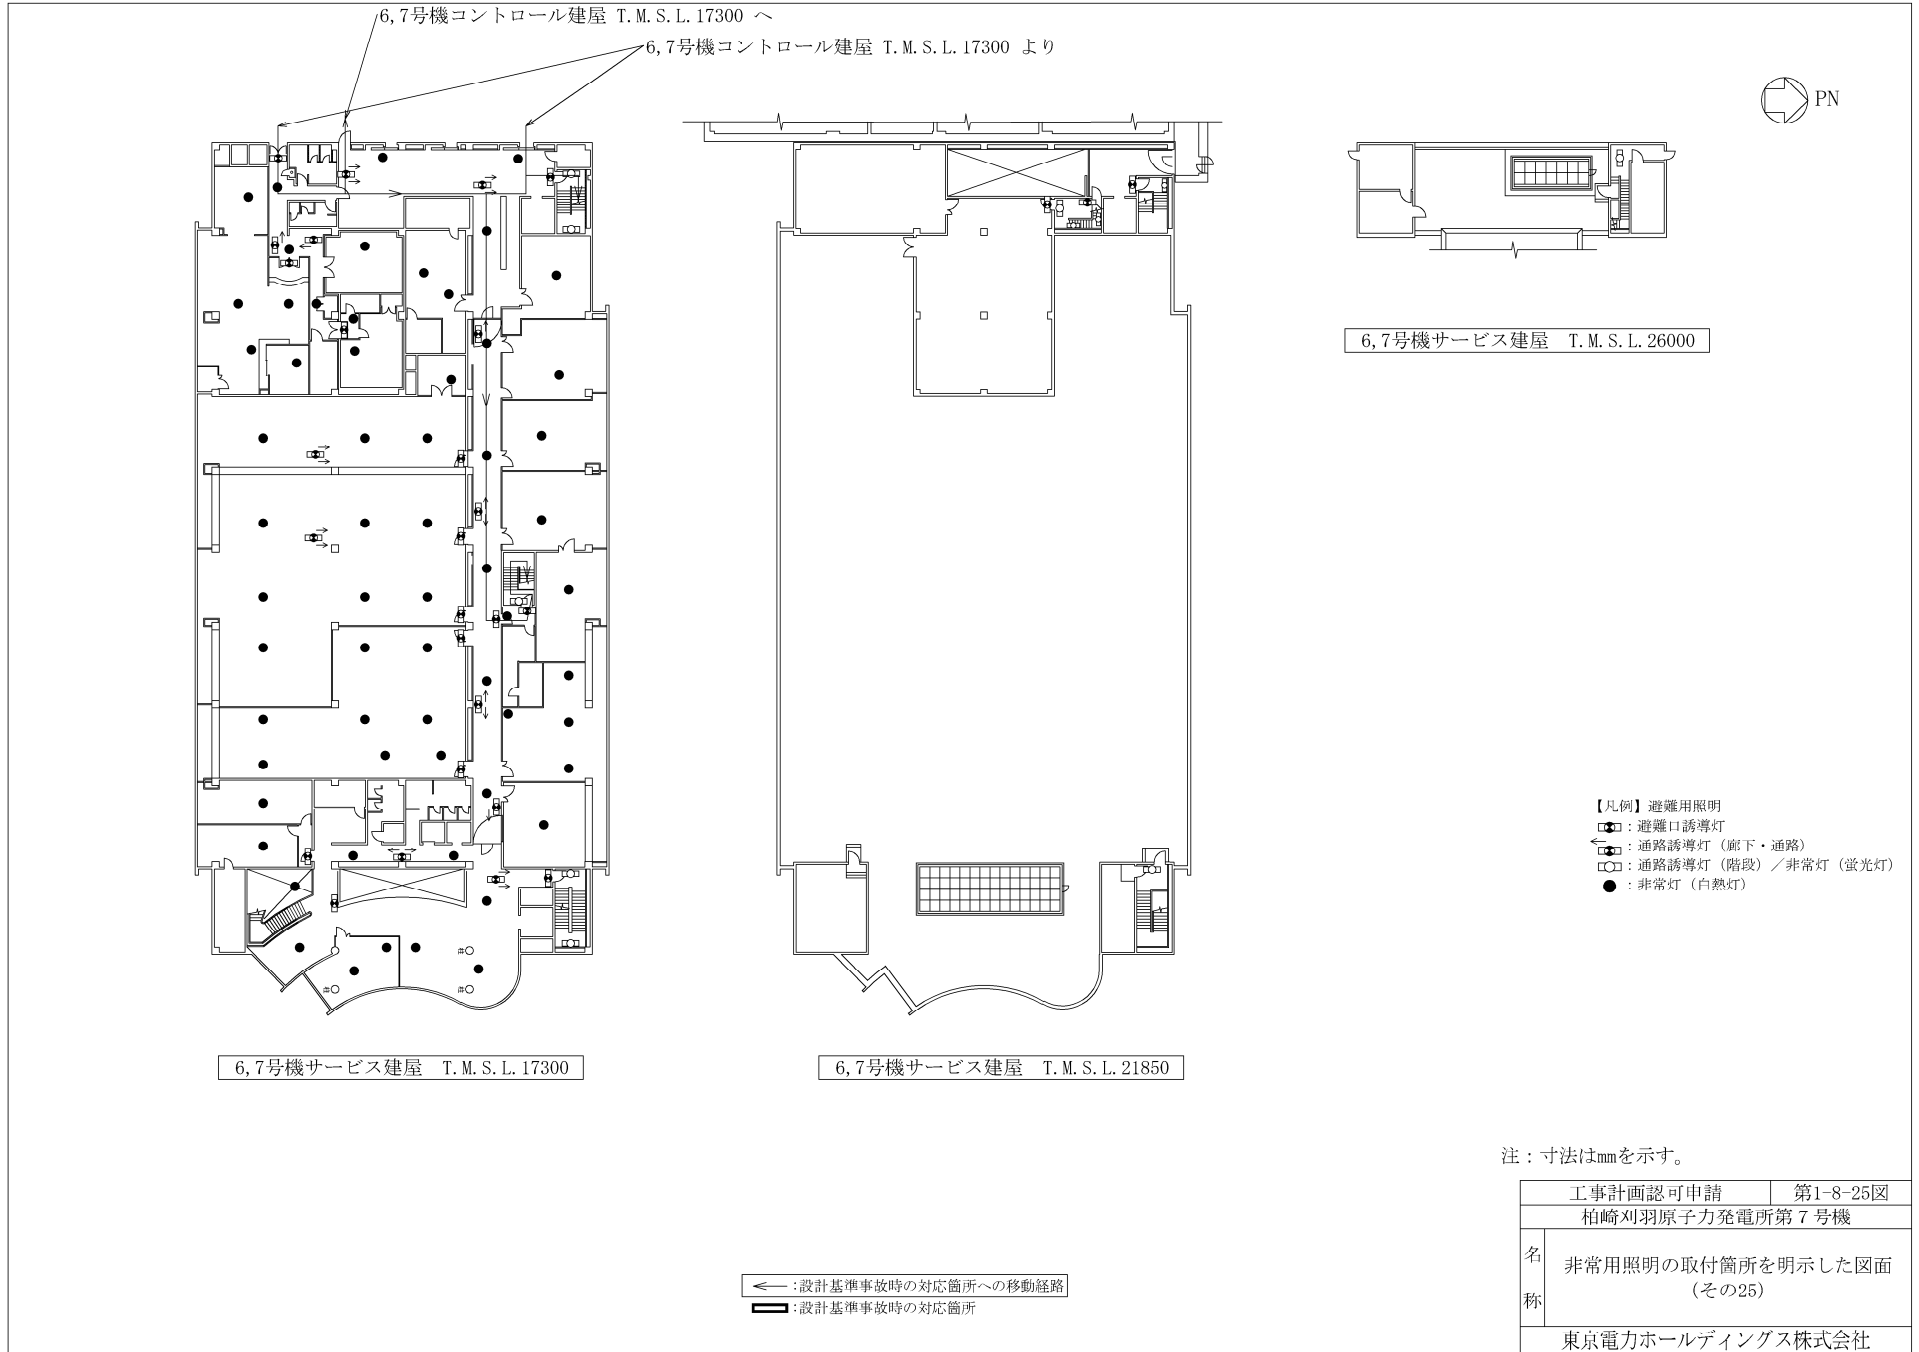 6,7号機コントロール建屋 T.M.S.L.17300 へ
6,7号機コントロール建屋 T.M.S.L.17300 より
PN
6,7号機サービス建屋 T.M.S.L.26000
【凡例】避難用照明
：避難口誘導灯
：通路誘導灯（廊下・通路）
：通路誘導灯（階段）／非常灯（蛍光灯）
：非常灯（白熱灯）
6,7号機サービス建屋 T.M.S.L.17300
6,7号機サービス建屋 T.M.S.L.21850
注：寸法はmmを示す。
工事計画認可申請 第1-8-25図
柏崎刈羽原子力発電所第７号機
名称
非常用照明の取付箇所を明示した図面
(その25)
東京電力ホールディングス株式会社
：設計基準事故時の対応箇所への移動経路
：設計基準事故時の対応箇所